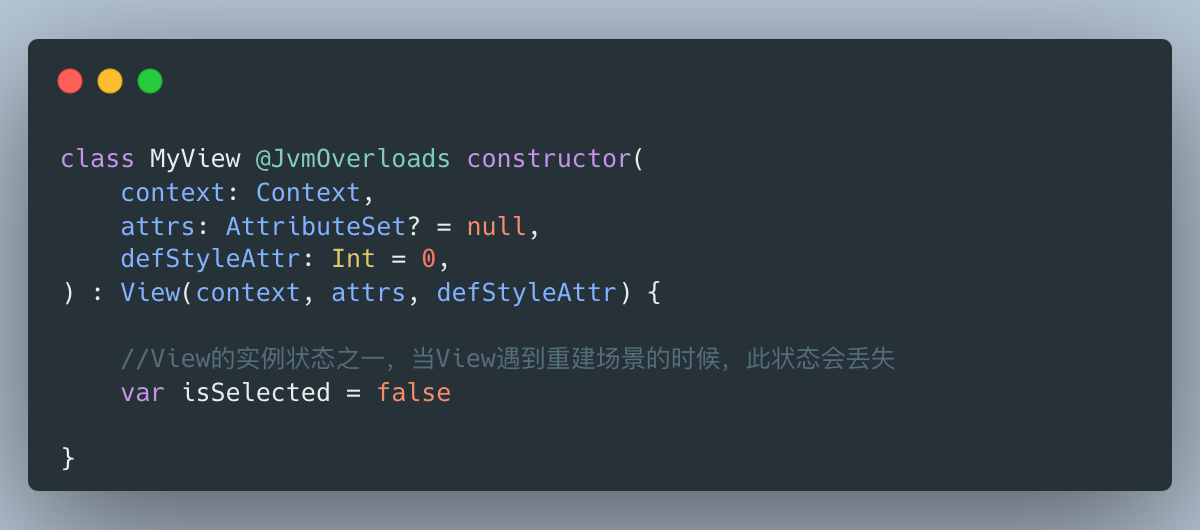 class MyView @JvmOverloads constructor(
    context: Context,
    attrs: AttributeSet? = null,
    defStyleAttr: Int = 0,
) : View(context, attrs, defStyleAttr) {
    //View的实例状态之一，当View遇到重建场景的时候，此状态会丢失
    var isSelected = false
}